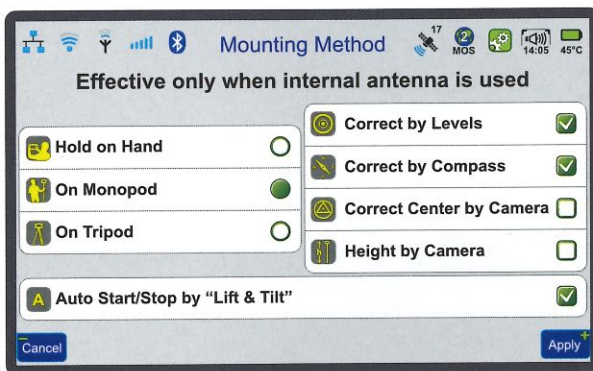 Mounting Method
17
2
MOS
14:05
45°C
Effective only when internal antenna is used
Hold on Hand
On Monopod
On Tripod
Correct by Levels
Correct by Compass
Correct Center by Camera
Height by Camera
A Auto Start/Stop by “Lift & Tilt”
Cancel
Apply